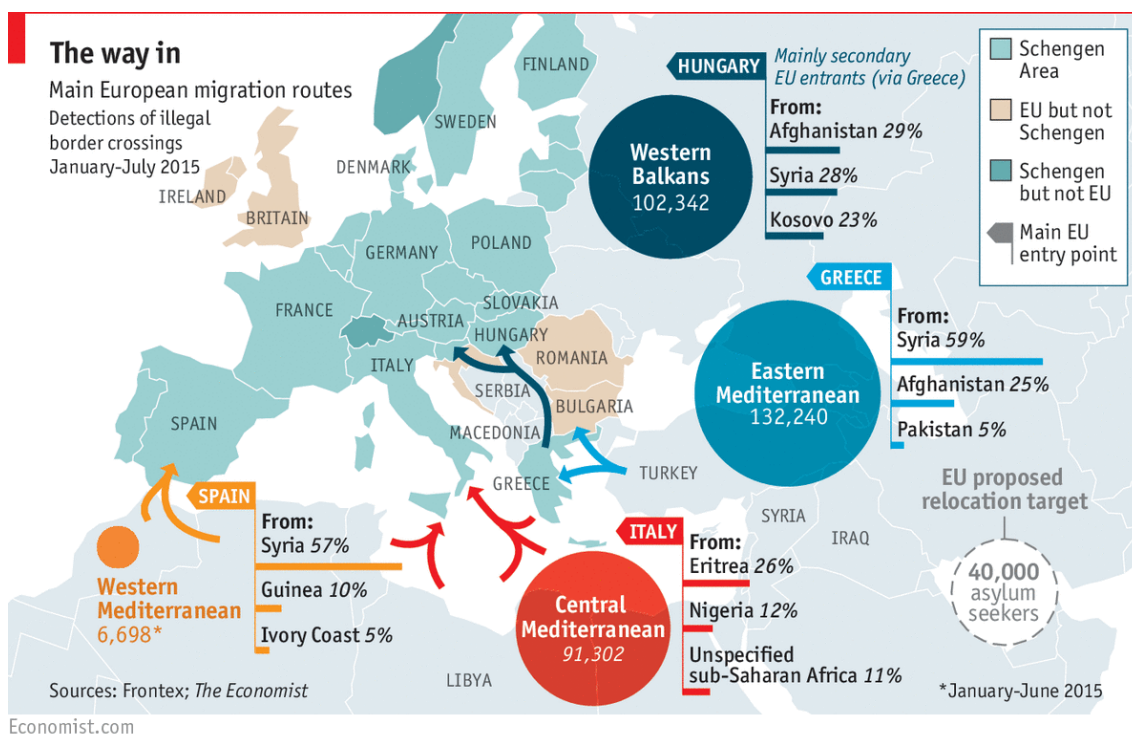 The way in
Main European migration routes
Detections of illegal
border crossings
January-July 2015
HUNGARY
Mainly secondary
EU entrants (via Greece)
From:
Afghanistan 29%
Syria 28%
Kosovo 23%
Western
Balkans
102,342
Schengen
Area
EU but not
Schengen
Schengen
but not EU
Main EU
entry point
FINLAND
SWEDEN
DENMARK
IRELAND
BRITAIN
GERMANY
POLAND
FRANCE
SLOVAKIA
AUSTRIA
HUNGARY
ITALY
ROMANIA
SERBIA
BULGARIA
SPAIN
MACEDONIA
GREECE
TURKEY
SYRIA
IRAQ
LIBYA
GREECE
From:
Syria 59%
Afghanistan 25%
Pakistan 5%
Eastern
Mediterranean
132,240
EU proposed
relocation target
40,000
asylum
seekers
SPAIN
From:
Syria 57%
Guinea 10%
Ivory Coast 5%
Western
Mediterranean
6,698*
ITALY
From:
Eritrea 26%
Nigeria 12%
Unspecified
sub-Saharan Africa 11%
Central
Mediterranean
91,302
Sources: Frontex; The Economist
*January-June 2015
Economist.com